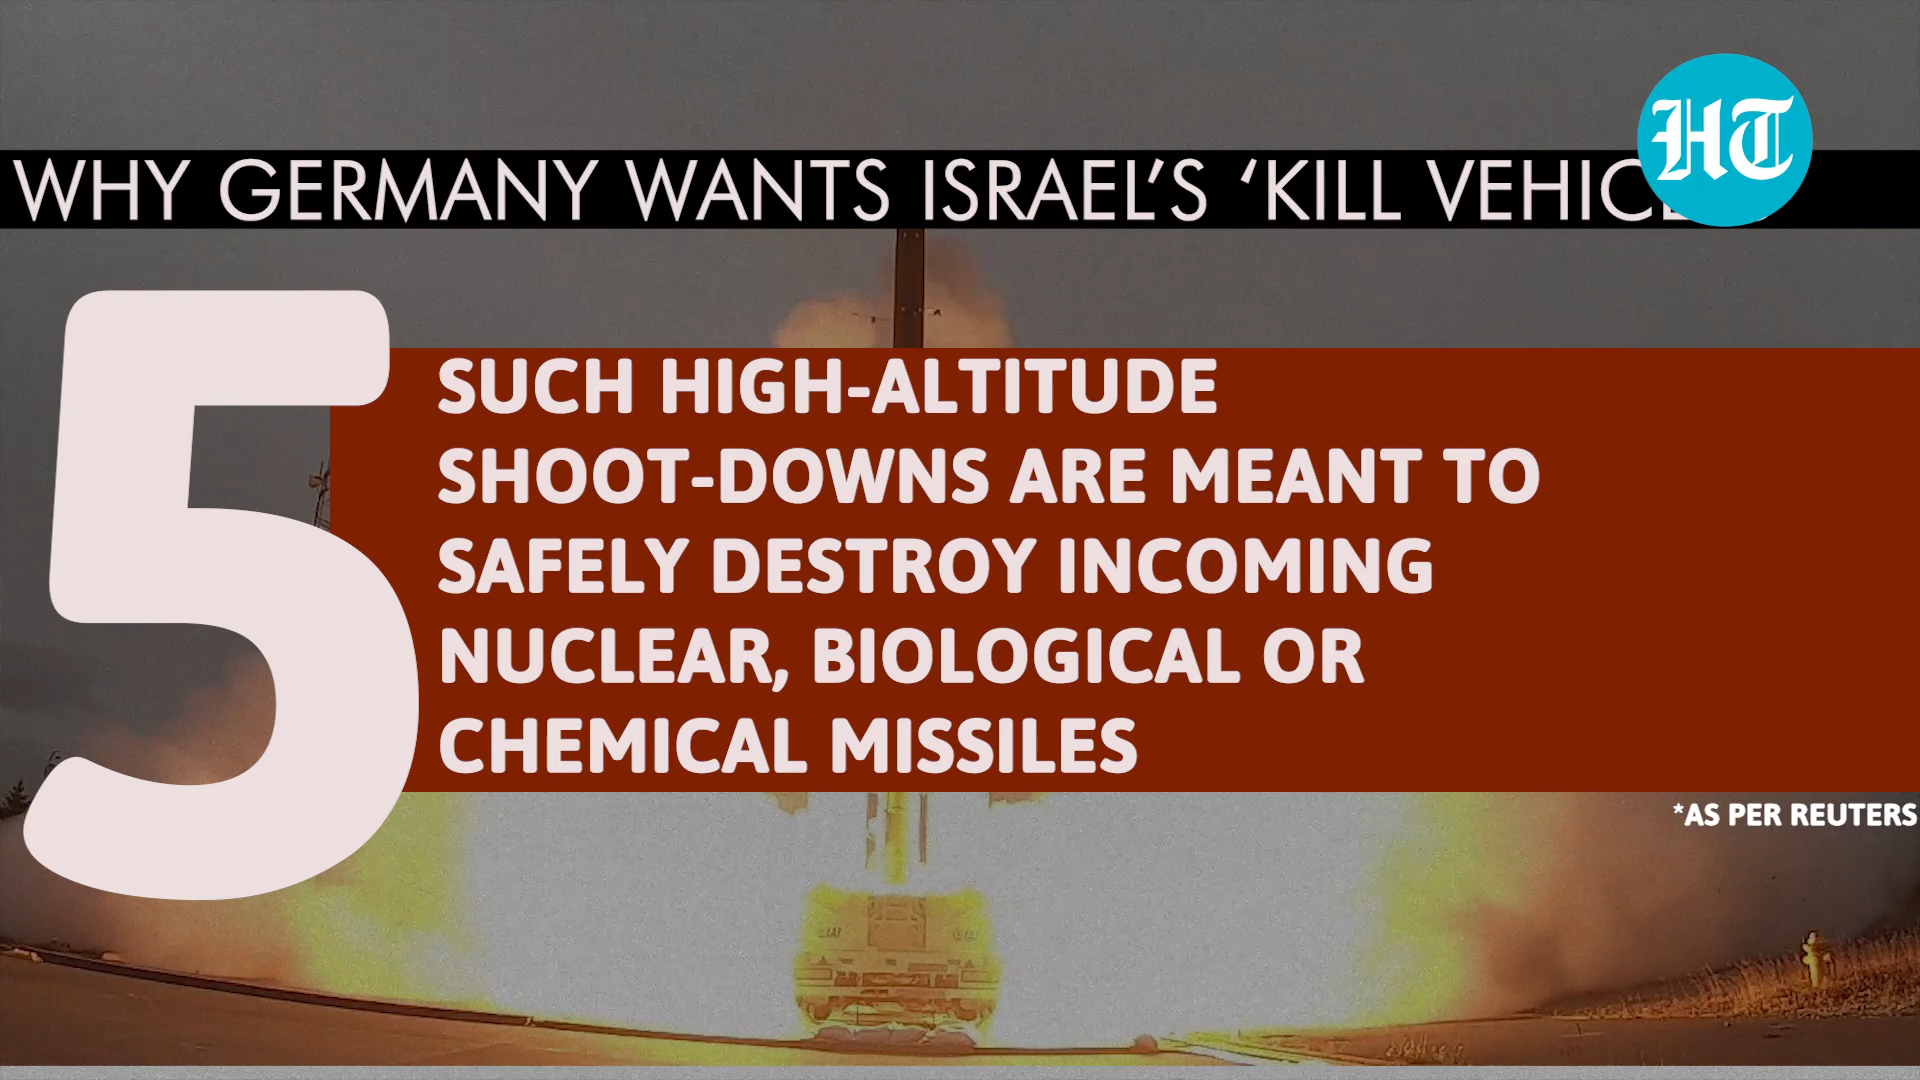 HT
WHY GERMANY WANTS ISRAEL'S ‘KILL
5
SUCH HIGH-ALTITUDE
SHOOT-DOWNS ARE MEANT TO
SAFELY DESTROY INCOMING
NUCLEAR, BIOLOGICAL OR
CHEMICAL MISSILES
*AS PER REUTERS